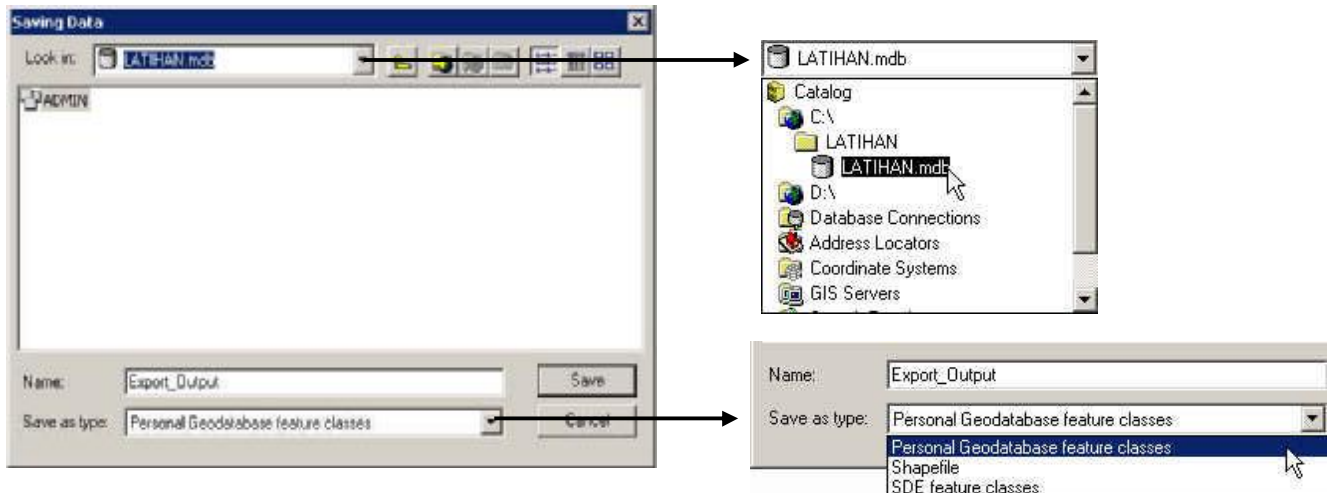 Saving Data
Look in: LATIHAN.mdb
ADMIN
Name: Export_Output
Save
Save as type: Personal Geodatabase feature classes
Cancel
LATIHAN.mdb
Catalog
C:\
LATIHAN
LATIHAN.mdb
D:\
Database Connections
Address Locators
Coordinate Systems
GIS Servers
Name: Export_Output
Save as type: Personal Geodatabase feature classes
Personal Geodatabase feature classes
Shapefile
SDE feature classes